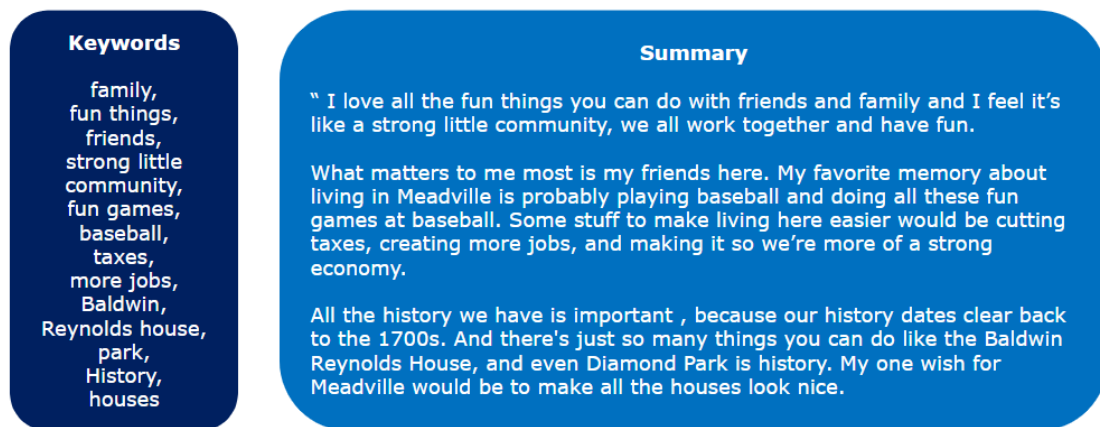 Keywords
family,
fun things,
friends,
strong little
community,
fun games,
baseball,
taxes,
more jobs,
Baldwin,
Reynolds house,
park,
History,
houses
Summary
“ I love all the fun things you can do with friends and family and I feel it’s
like a strong little community, we all work together and have fun.
What matters to me most is my friends here. My favorite memory about
living in Meadville is probably playing baseball and doing all these fun
games at baseball. Some stuff to make living here easier would be cutting
taxes, creating more jobs, and making it so we’re more of a strong
economy.
All the history we have is important , because our history dates clear back
to the 1700s. And there's just so many things you can do like the Baldwin
Reynolds House, and even Diamond Park is history. My one wish for
Meadville would be to make all the houses look nice.